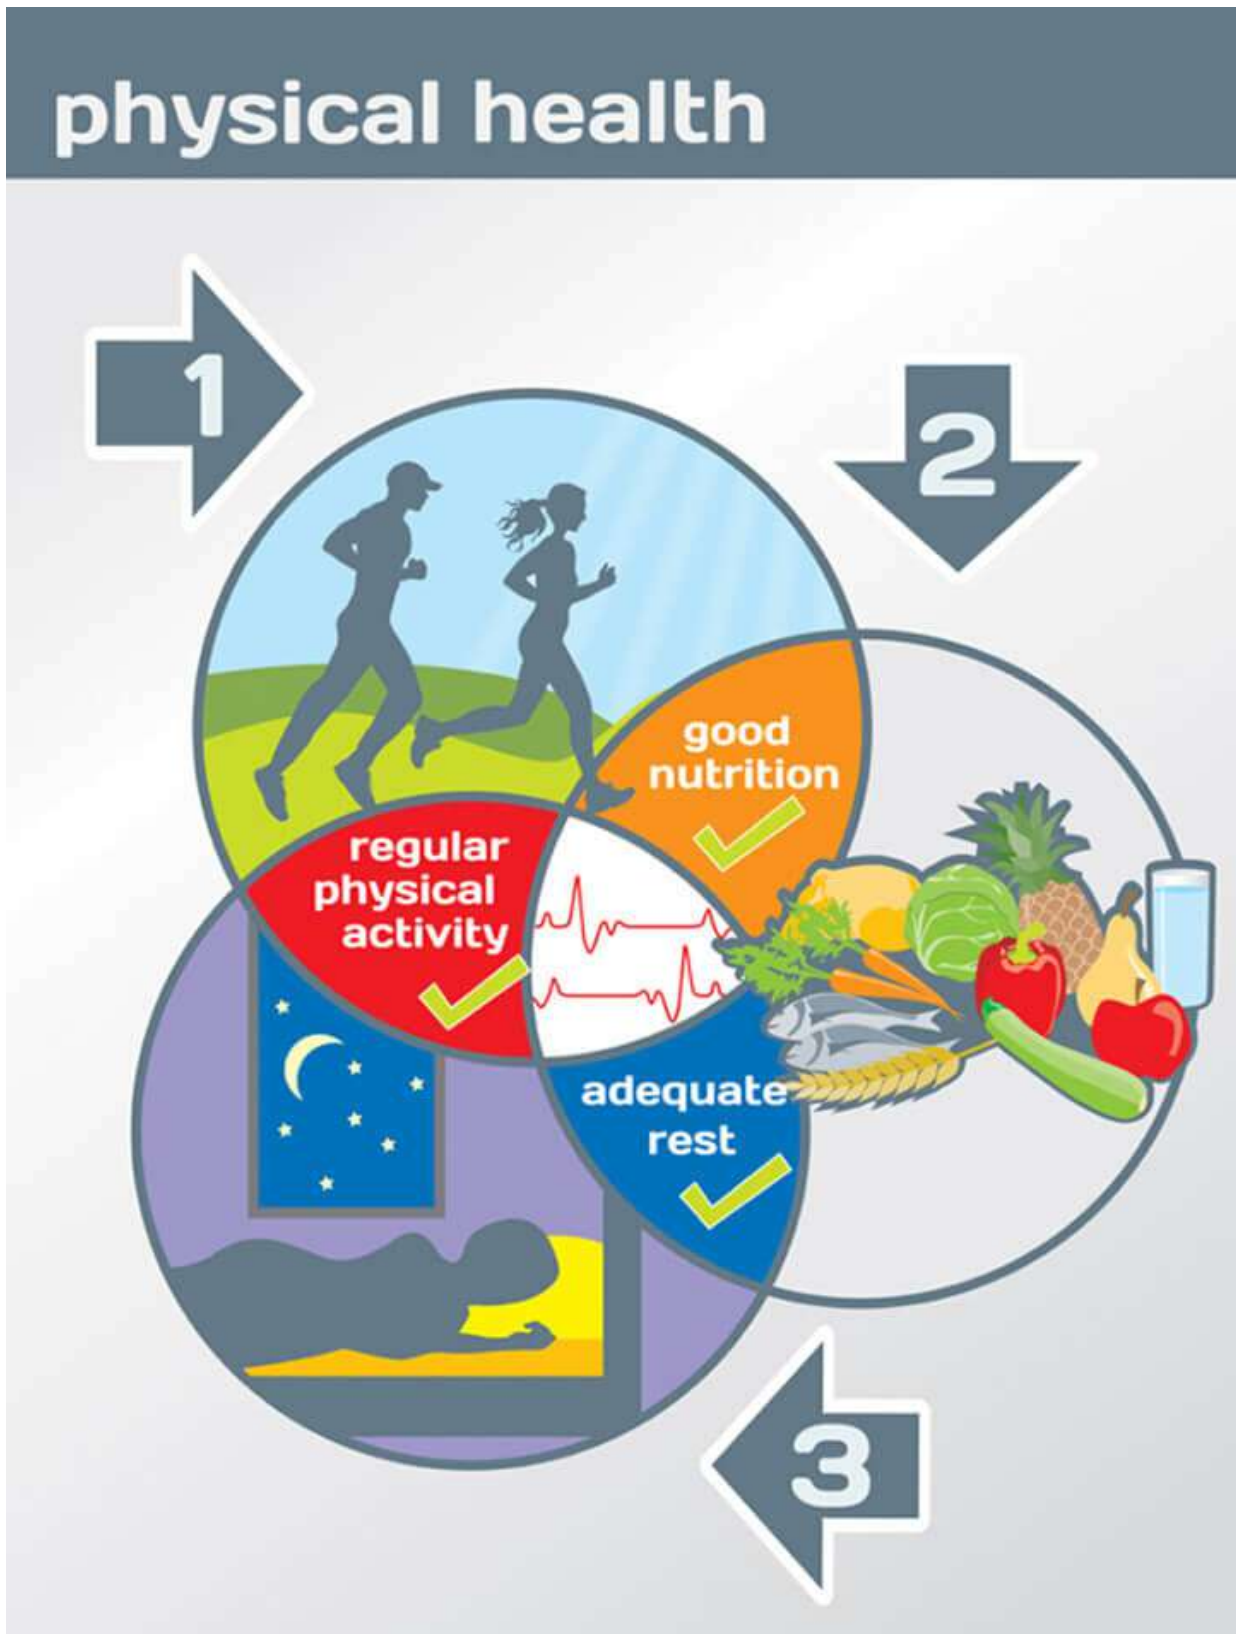 physical health
1
2
good
nutrition
regular
physical
activity
adequate
rest
3